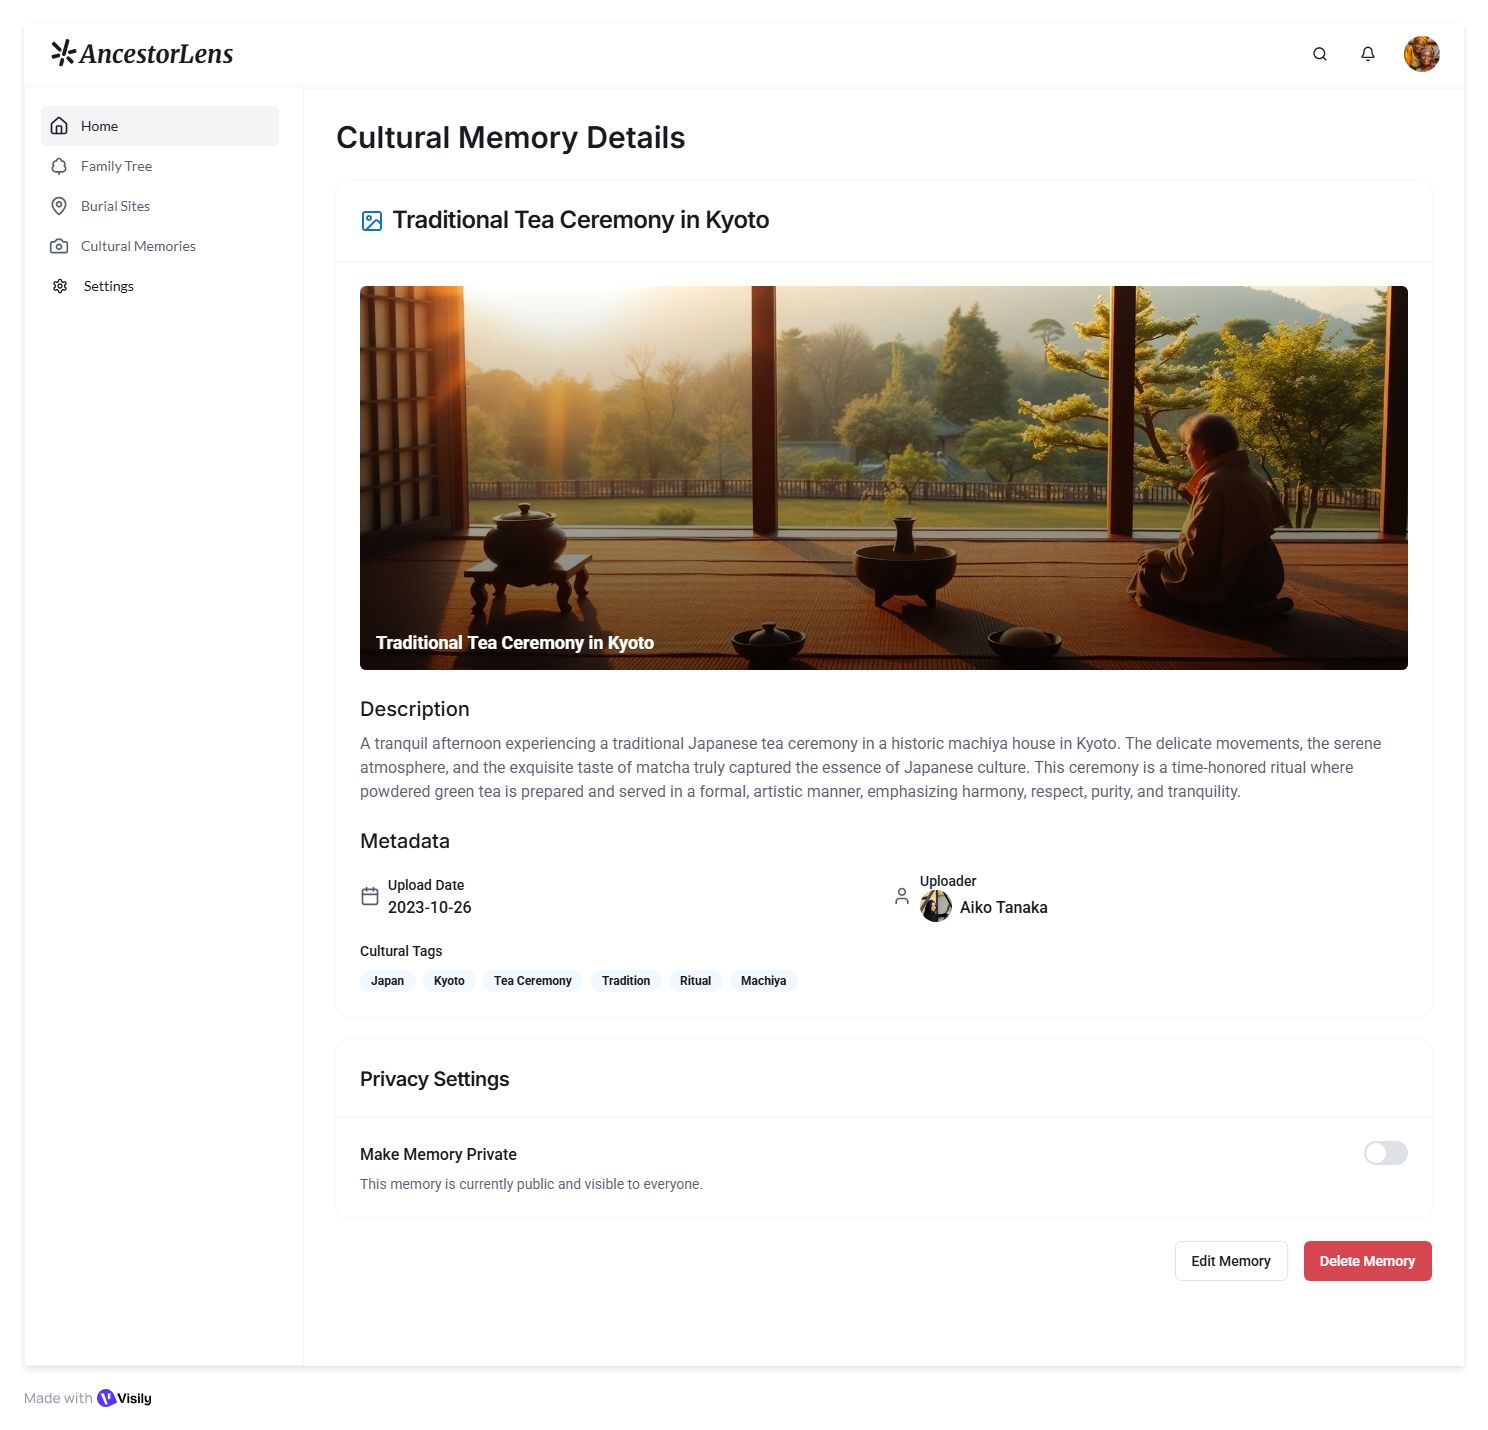 AncestorLens
Home
Family Tree
Burial Sites
Cultural Memories
Settings
Cultural Memory Details
Traditional Tea Ceremony in Kyoto
Traditional Tea Ceremony in Kyoto
Description
A tranquil afternoon experiencing a traditional Japanese tea ceremony in a historic machiya house in Kyoto. The delicate movements, the serene
atmosphere, and the exquisite taste of matcha truly captured the essence of Japanese culture. This ceremony is a time-honored ritual where
powdered green tea is prepared and served in a formal, artistic manner, emphasizing harmony, respect, purity, and tranquility.
Metadata
Upload Date
2023-10-26
Uploader
Aiko Tanaka
Cultural Tags
Japan Kyoto Tea Ceremony Tradition Ritual Machiya
Privacy Settings
Make Memory Private
This memory is currently public and visible to everyone.
Edit Memory Delete Memory
Made with Visily